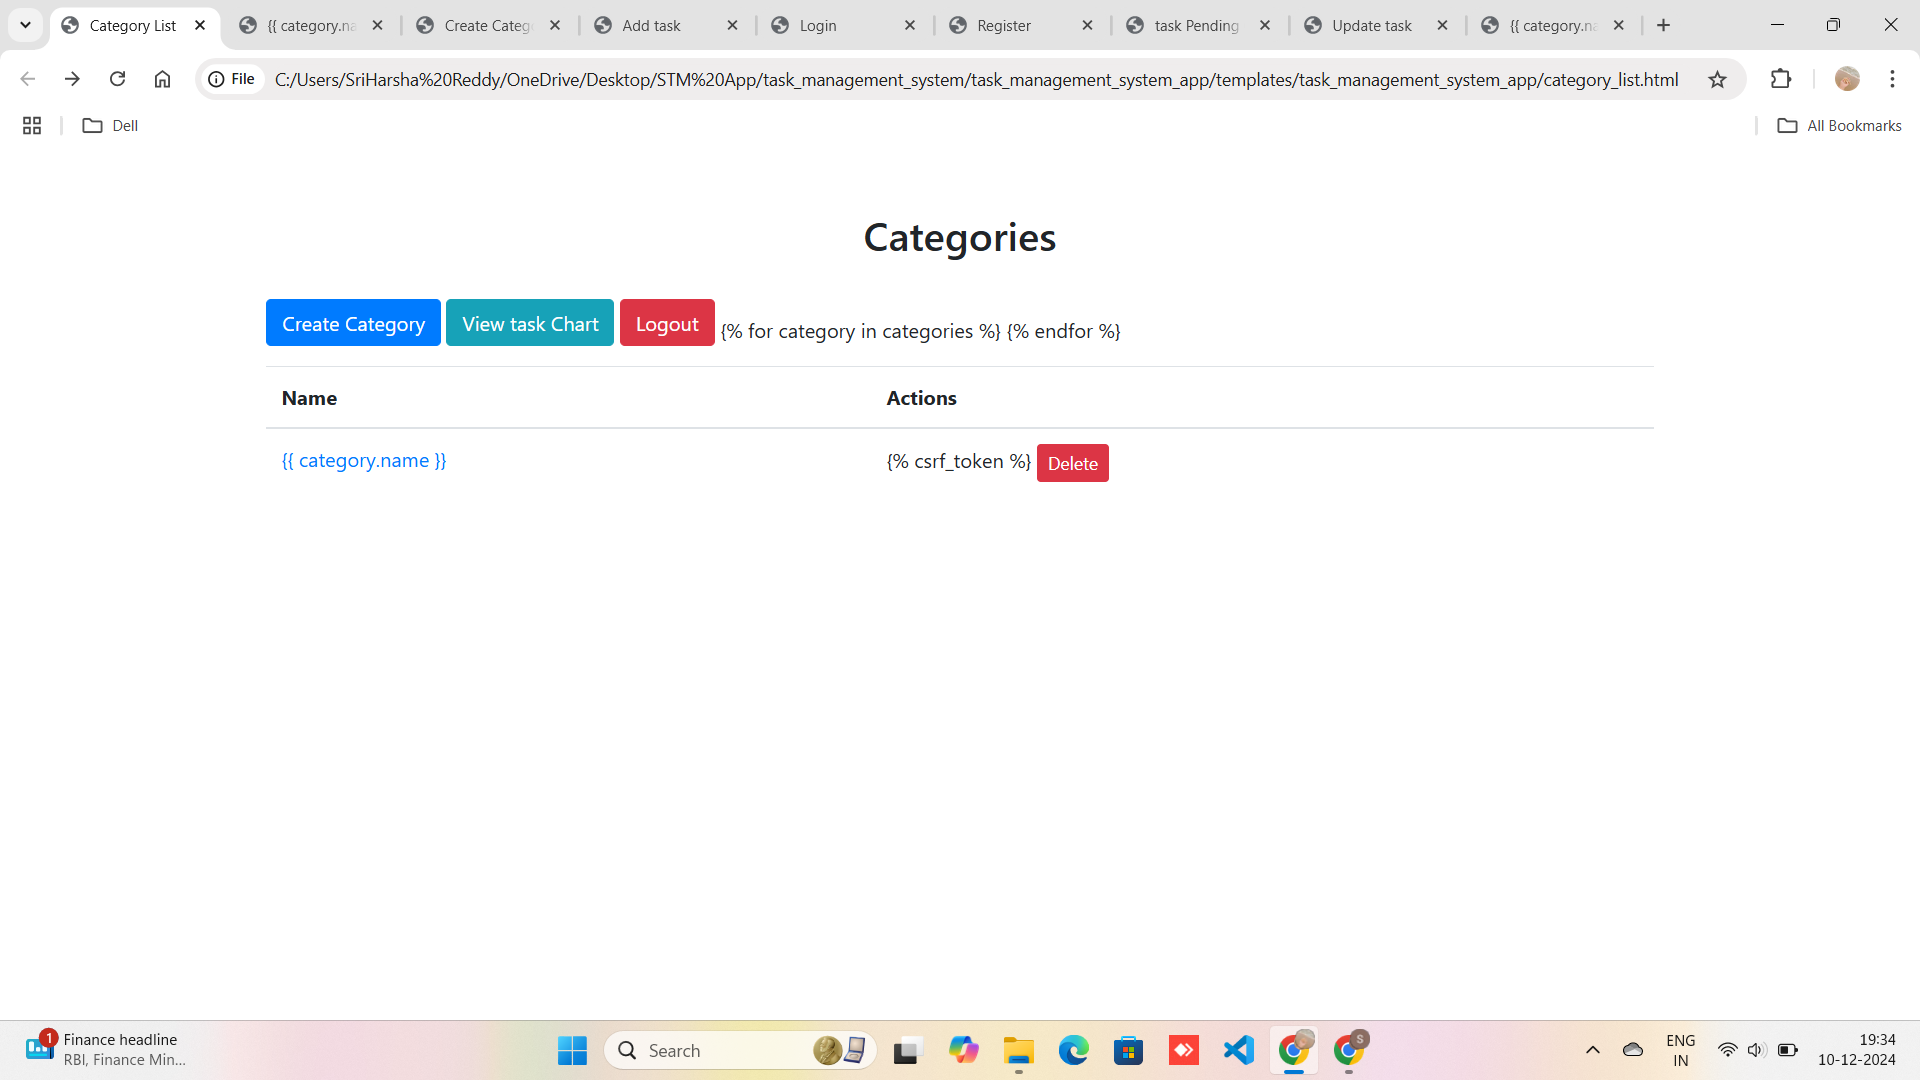 Category List
{{ category.na
Create Categ
Add task
Login
Register
task Pending
Update task
{{ category.na
File
C:/Users/SriHarsha%20Reddy/OneDrive/Desktop/STM%20App/task_management_system/task_management_system_app/templates/task_management_system_app/category_list.html
Dell
All Bookmarks
Categories
Create Category View task Chart Logout {% for category in categories %} {% endfor %}
Name Actions
{{ category.name }} {% csrf_token %} Delete
1
Finance headline
RBI, Finance Min...
Search
S
ENG
IN
19:34
10-12-2024